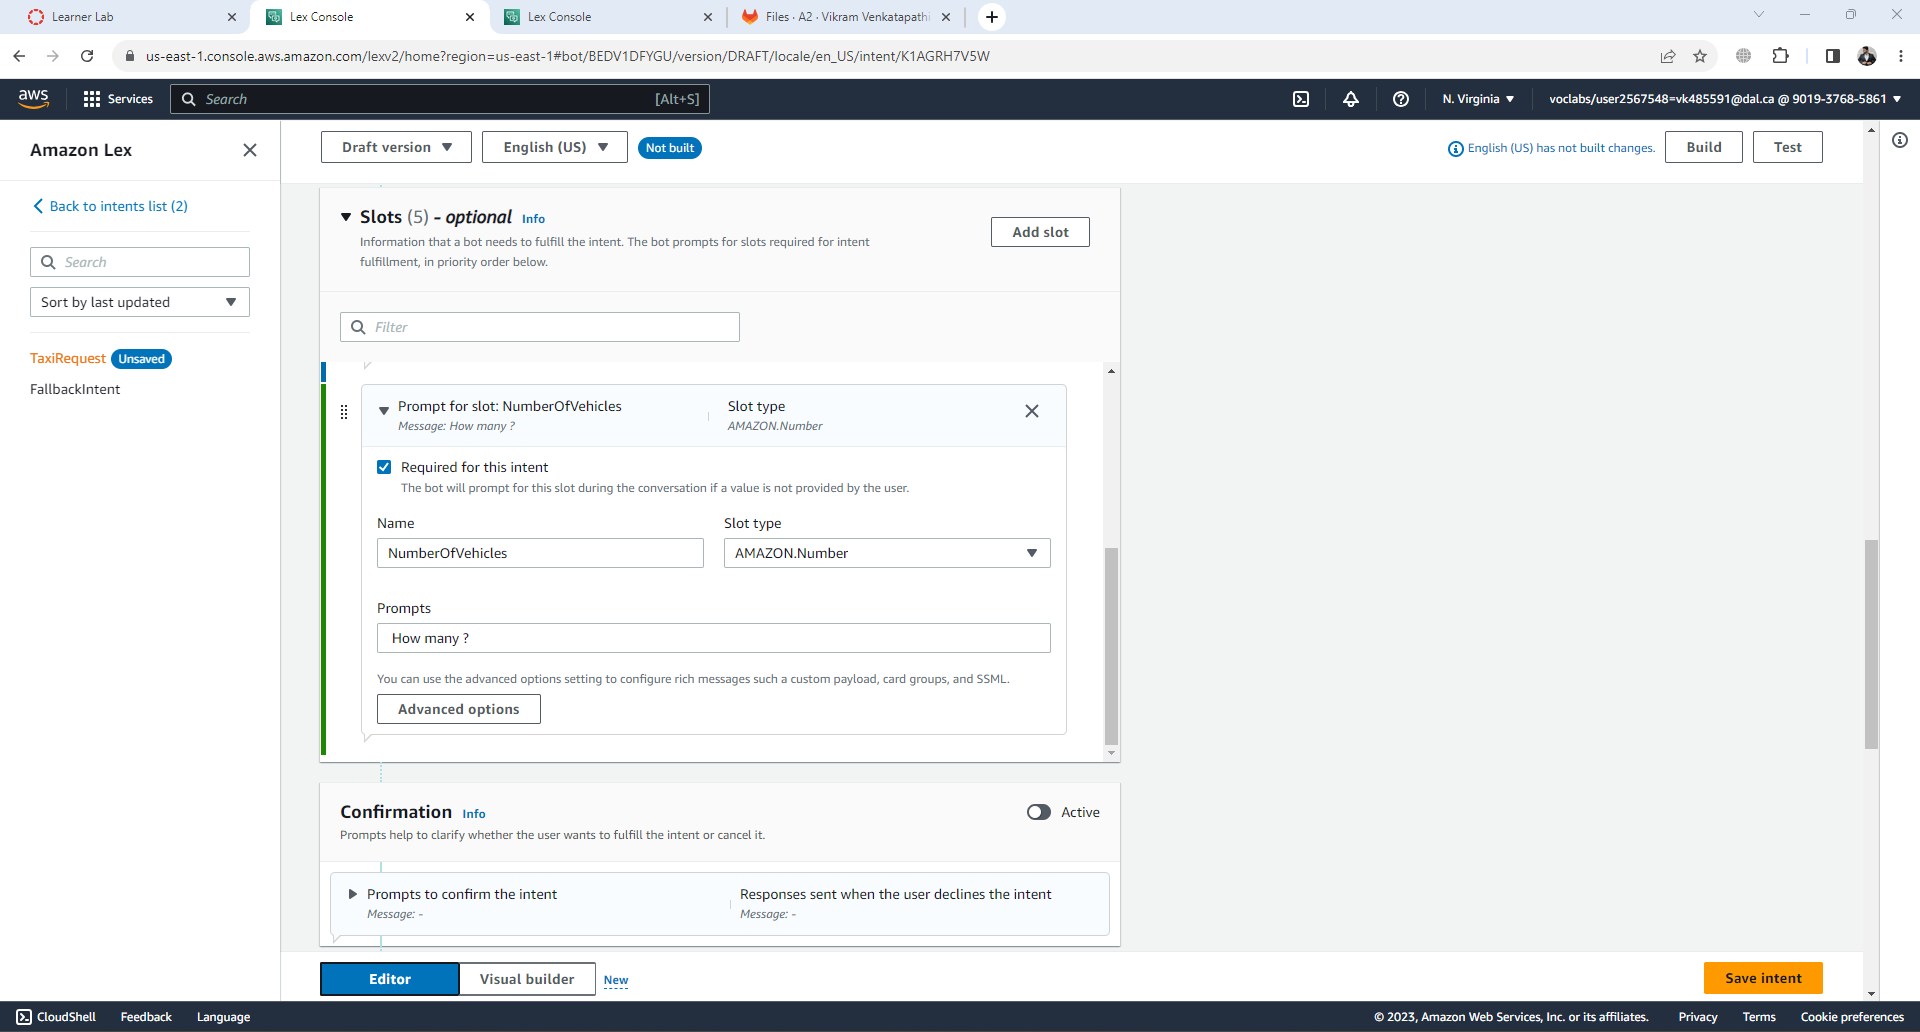 Learner Lab
Lex Console
Lex Console
Files · A2 · Vikram Venkatapathi
us-east-1.console.aws.amazon.com/lexv2/home?region=us-east-1#bot/BEDV1DFYGU/version/DRAFT/locale/en_US/intent/K1AGRH7V5W
aws
Services
Search
[Alt+S]
N. Virginia
voclabs/user2567548=vk485591@dal.ca @ 9019-3768-5861
Amazon Lex
Back to intents list (2)
Search
Sort by last updated
TaxiRequest
Unsaved
FallbackIntent
Draft version
English (US)
Not built
English (US) has not built changes.
Build
Test
Slots (5) - optional
Info
Information that a bot needs to fulfill the intent. The bot prompts for slots required for intent
fulfillment, in priority order below.
Add slot
Filter
Prompt for slot: NumberOfVehicles
Message: How many ?
Slot type
AMAZON.Number
Required for this intent
The bot will prompt for this slot during the conversation if a value is not provided by the user.
Name
Slot type
NumberOfVehicles
AMAZON.Number
Prompts
How many ?
You can use the advanced options setting to configure rich messages such a custom payload, card groups, and SSML.
Advanced options
Confirmation
Info
Active
Prompts help to clarify whether the user wants to fulfill the intent or cancel it.
Prompts to confirm the intent
Message: -
Responses sent when the user declines the intent
Message: -
Editor
Visual builder
New
Save intent
CloudShell
Feedback
Language
© 2023, Amazon Web Services, Inc. or its affiliates.
Privacy
Terms
Cookie preferences